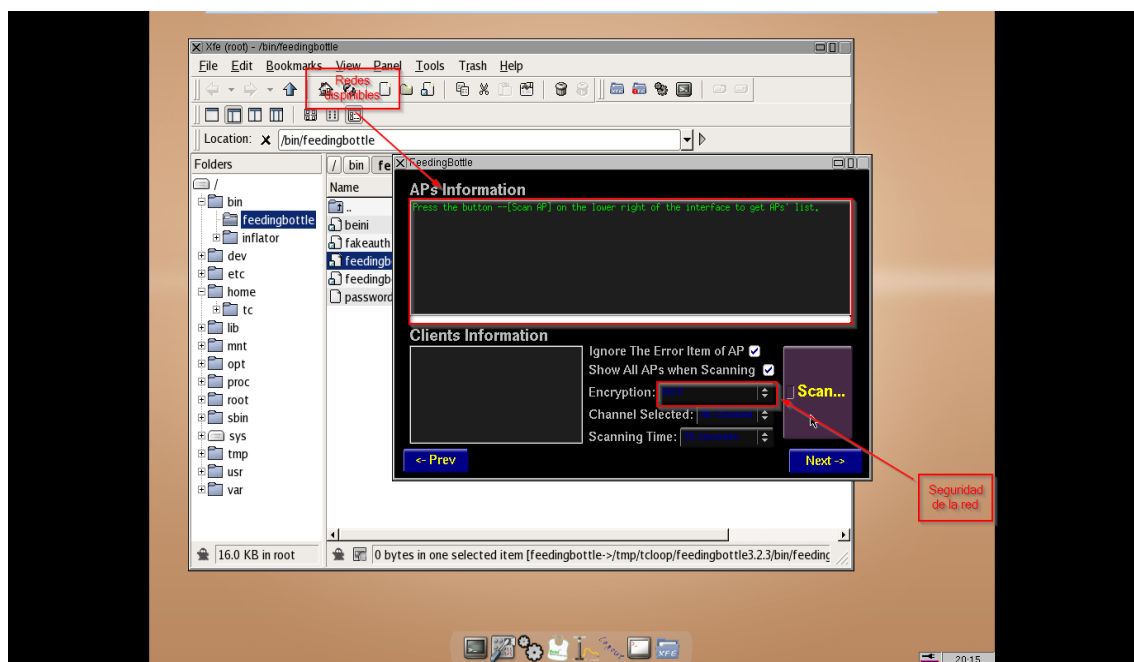 Xfe (root) - /bin/feedingbottle
File Edit Bookmarks View Panel Tools Trash Help
Redes
disponibles
Location: /bin/feedingbottle
Folders
/
bin
feedingbottle
inflator
dev
etc
home
tc
lib
mnt
opt
proc
root
sbin
sys
tmp
usr
var
/ bin fe
Name
..
beini
fakeauth
feedingb
feedingb
password
FeedingBottle
APs Information
Press the button --[Scan AP] on the lower right of the interface to get APs' list.
Clients Information
Ignore The Error Item of AP
Show All APs when Scanning
Encryption: WEP
Channel Selected:
Scanning Time:
Scan...
<- Prev
Next ->
Seguridad
de la red
16.0 KB in root
0 bytes in one selected item [feedingbottle->/tmp/tcloop/feedingbottle3.2.3/bin/feeding
XFE
20:15